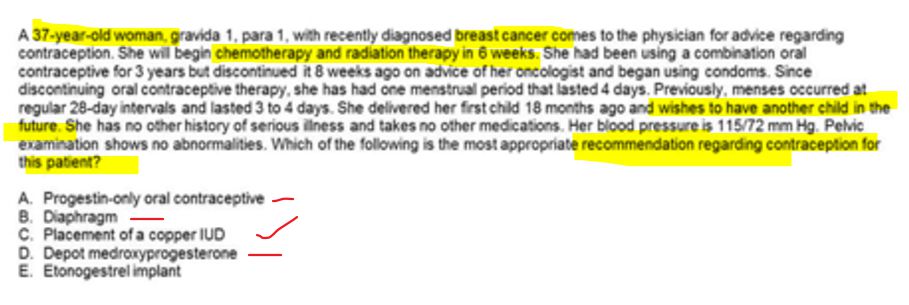 A 37-year-old woman, gravida 1, para 1, with recently diagnosed breast cancer comes to the physician for advice regarding
contraception. She will begin chemotherapy and radiation therapy in 6 weeks. She had been using a combination oral
contraceptive for 3 years but discontinued it 8 weeks ago on advice of her oncologist and began using condoms. Since
discontinuing oral contraceptive therapy, she has had one menstrual period that lasted 4 days. Previously, menses occurred at
regular 28-day intervals and lasted 3 to 4 days. She delivered her first child 18 months ago and wishes to have another child in the
future. She has no other history of serious illness and takes no other medications. Her blood pressure is 115/72 mm Hg. Pelvic
examination shows no abnormalities. Which of the following is the most appropriate recommendation regarding contraception for
this patient?
A. Progestin-only oral contraceptive
B. Diaphragm
C. Placement of a copper IUD
D. Depot medroxyprogesterone
E. Etonogestrel implant